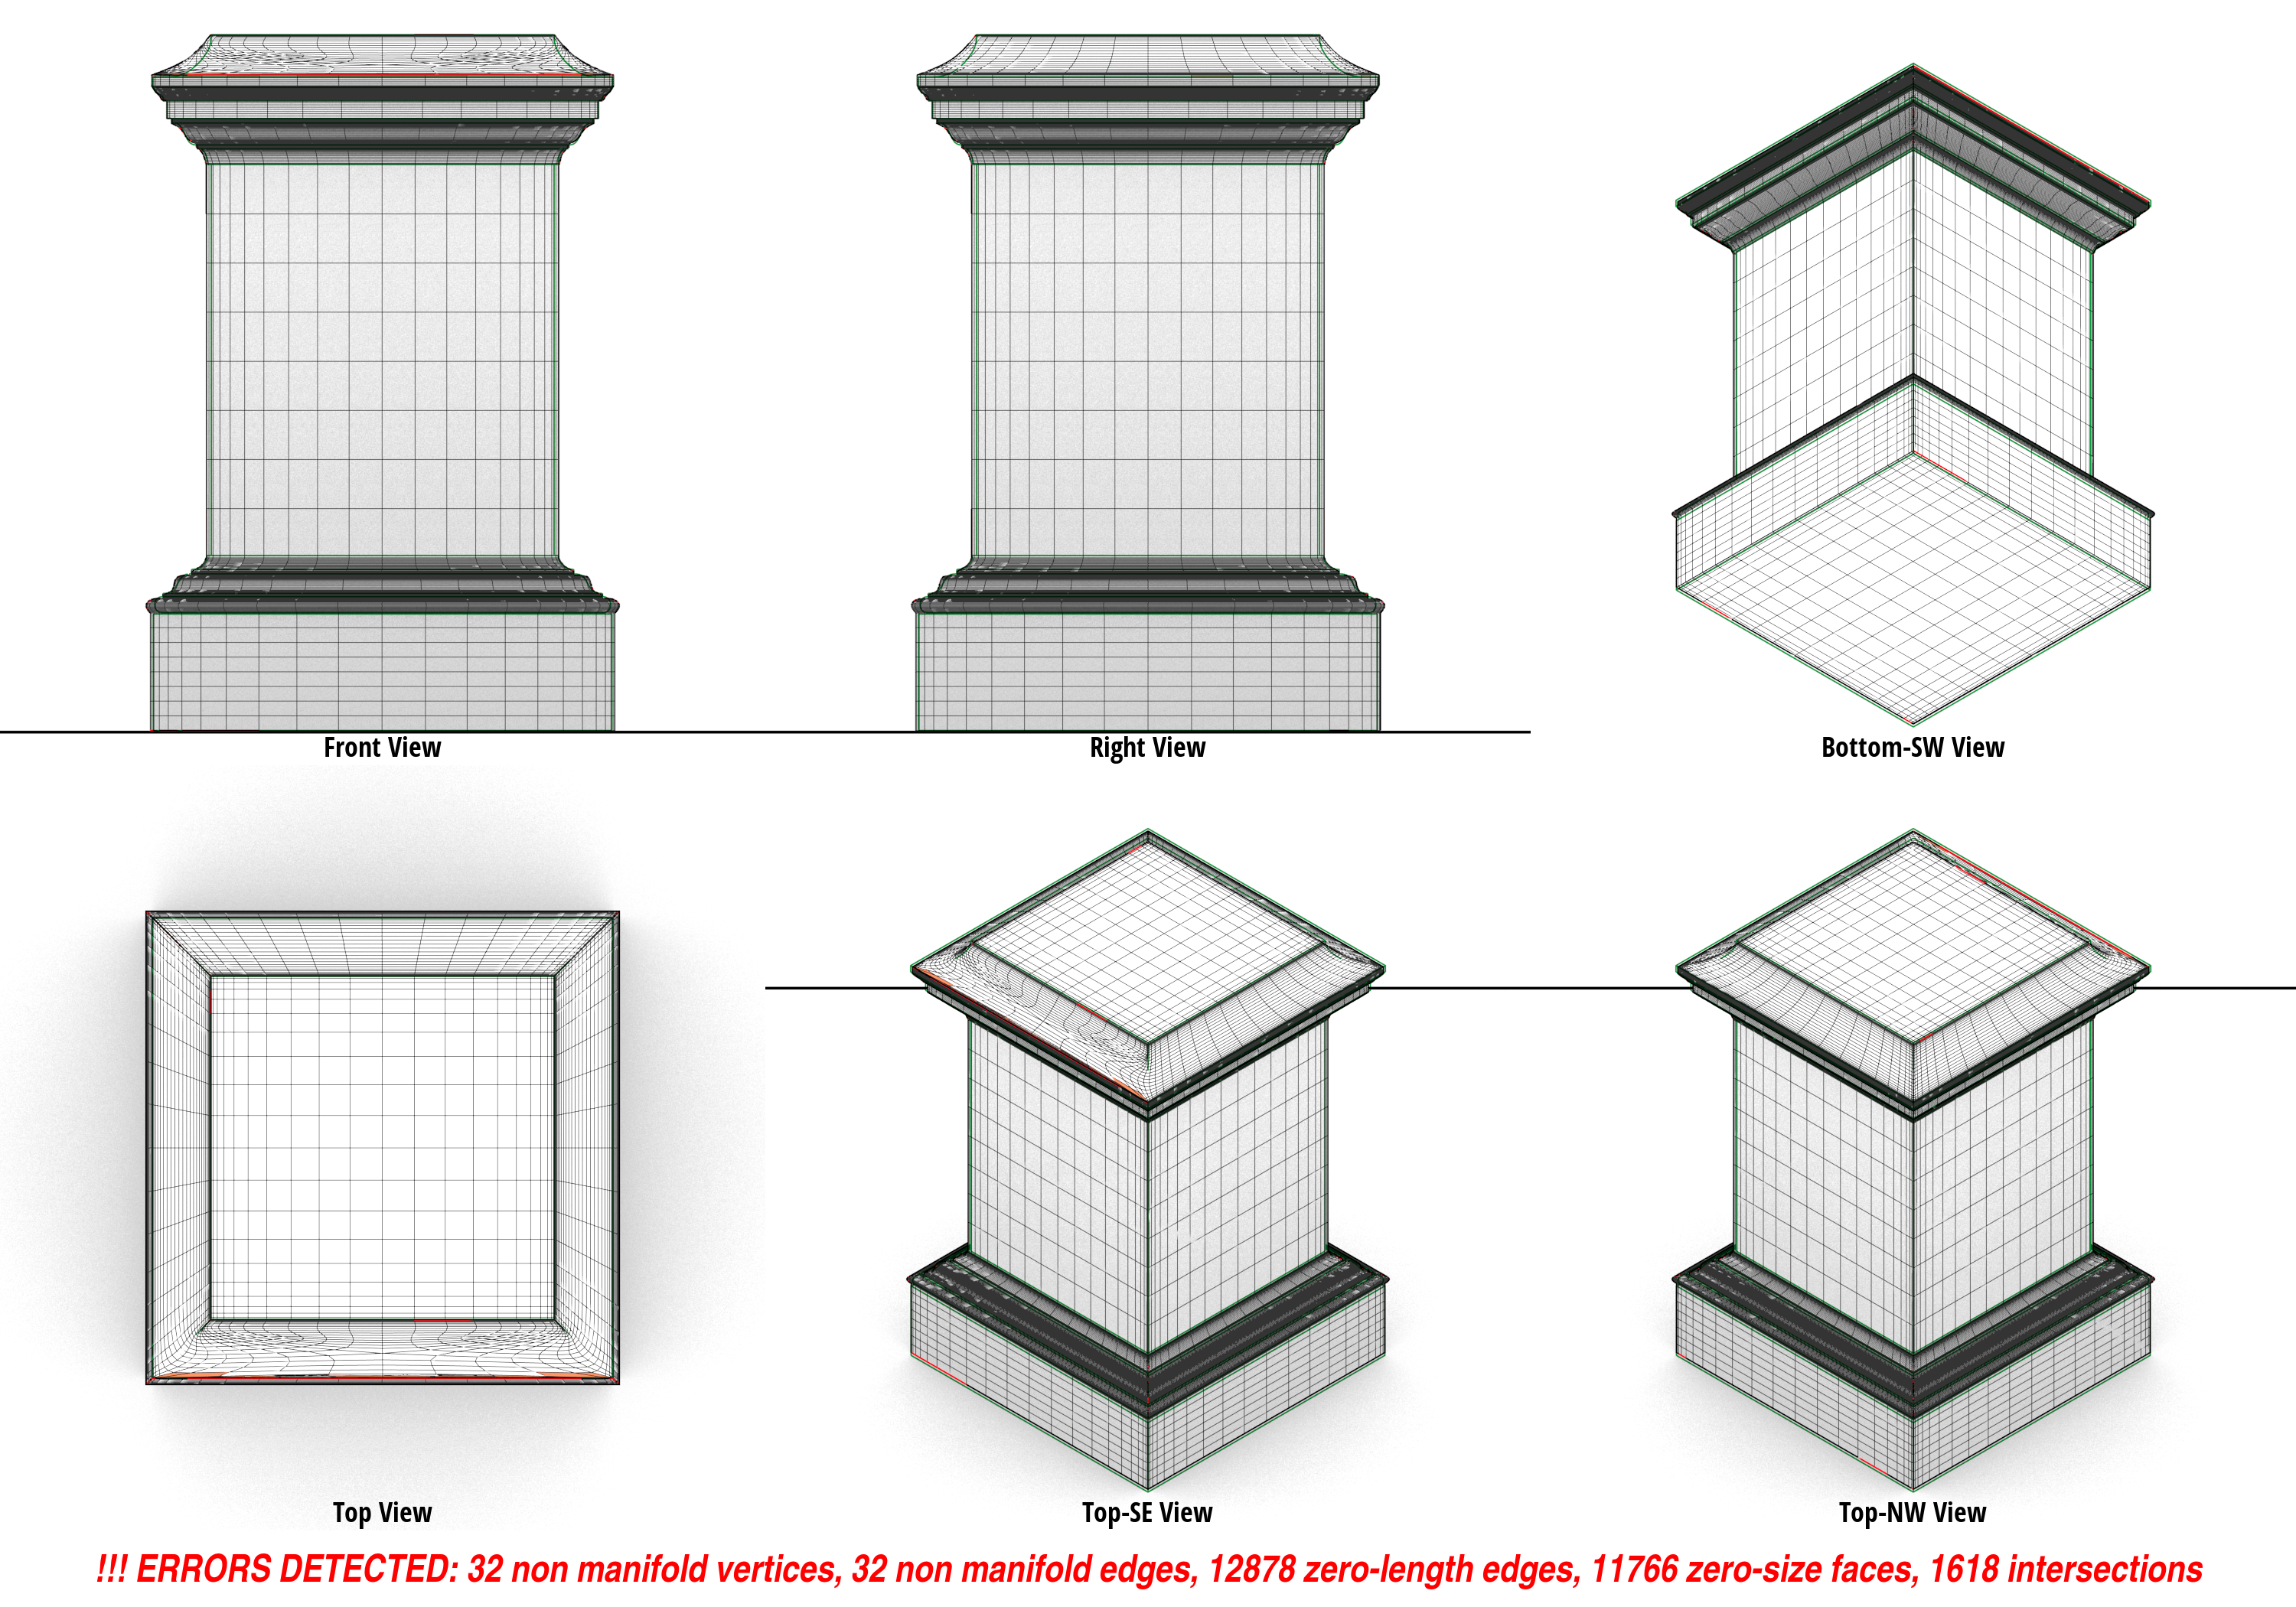 Front View
Right View
Bottom-SW View
Top View
Top-SE View
Top-NW View
!!! ERRORS DETECTED: 32 non manifold vertices, 32 non manifold edges, 12878 zero-length edges, 11766 zero-size faces, 1618 intersections